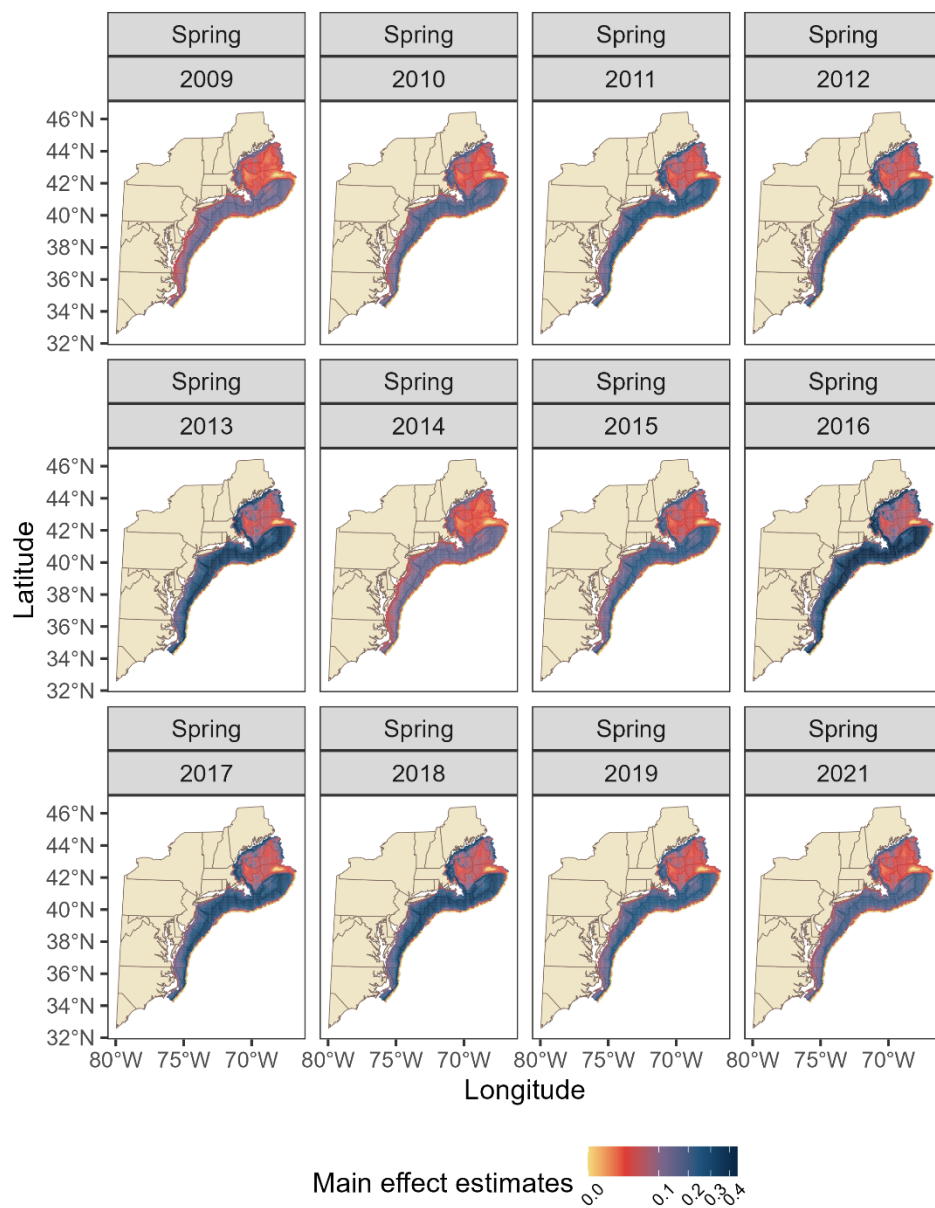 Spring Spring Spring Spring
2009 2010 2011 2012
46°N
44°N
42°N
40°N
38°N
36°N
34°N
32°N
Spring Spring Spring Spring
2013 2014 2015 2016
46°N
44°N
42°N
40°N
38°N
36°N
34°N
32°N
Latitude
Spring Spring Spring Spring
2017 2018 2019 2021
46°N
44°N
42°N
40°N
38°N
36°N
34°N
32°N
80°W 75°W 70°W 80°W 75°W 70°W 80°W 75°W 70°W 80°W 75°W 70°W
Longitude
Main effect estimates
0.0 0.1 0.2 0.3 0.4